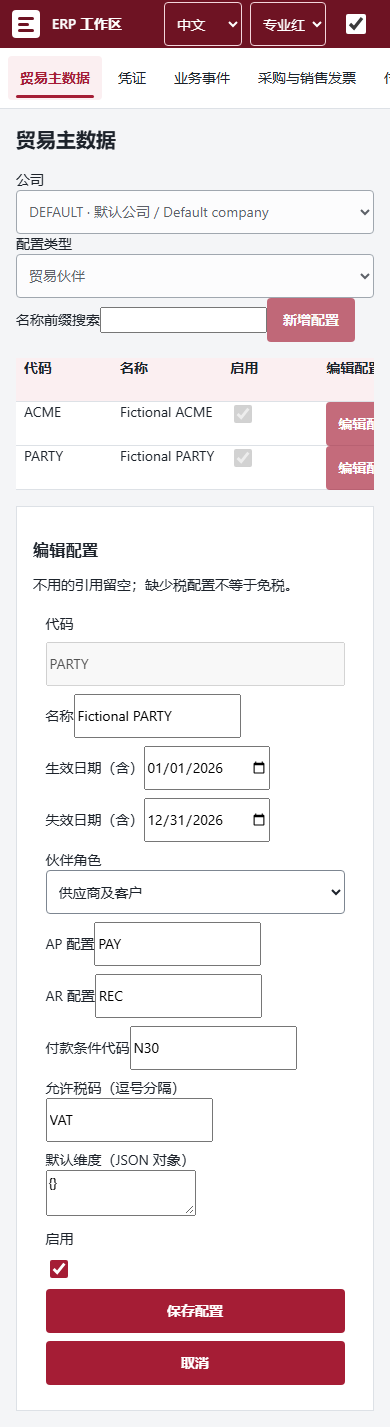 ERP 工作区 中文 专业红
贸易主数据 凭证 业务事件 采购与销售发票
贸易主数据
公司
DEFAULT · 默认公司 / Default company
配置类型
贸易伙伴
名称前缀搜索 新增配置
代码 名称 启用 编辑配置
ACME Fictional ACME 编辑配
PARTY Fictional PARTY 编辑配
编辑配置
不用的引用留空；缺少税配置不等于免税。
代码
PARTY
名称 Fictional PARTY
生效日期（含） 01/01/2026
失效日期（含） 12/31/2026
伙伴角色
供应商及客户
AP 配置 PAY
AR 配置 REC
付款条件代码 N30
允许税码（逗号分隔）
VAT
默认维度（JSON 对象）
{}
启用
保存配置
取消